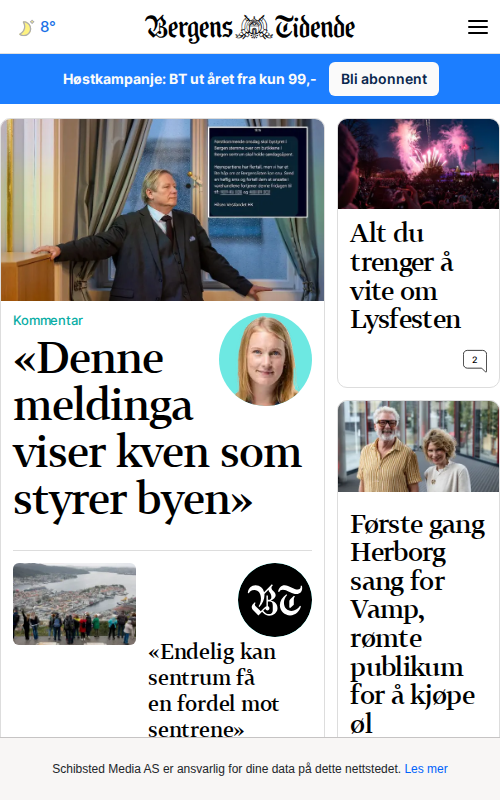 8°
Bergens Tidende
Høstkampanje: BT ut året fra kun 99,-
Bli abonnent
Kommentar
«Denne
meldinga
viser kven som
styrer byen»
BT
«Endelig kan
sentrum få
en fordel mot
sentrene»
Alt du
trenger å
vite om
Lysfesten
2
Første gang
Herborg
sang for
Vamp,
rømte
publikum
for å kjøpe
øl
Schibsted Media AS er ansvarlig for dine data på dette nettstedet. Les mer